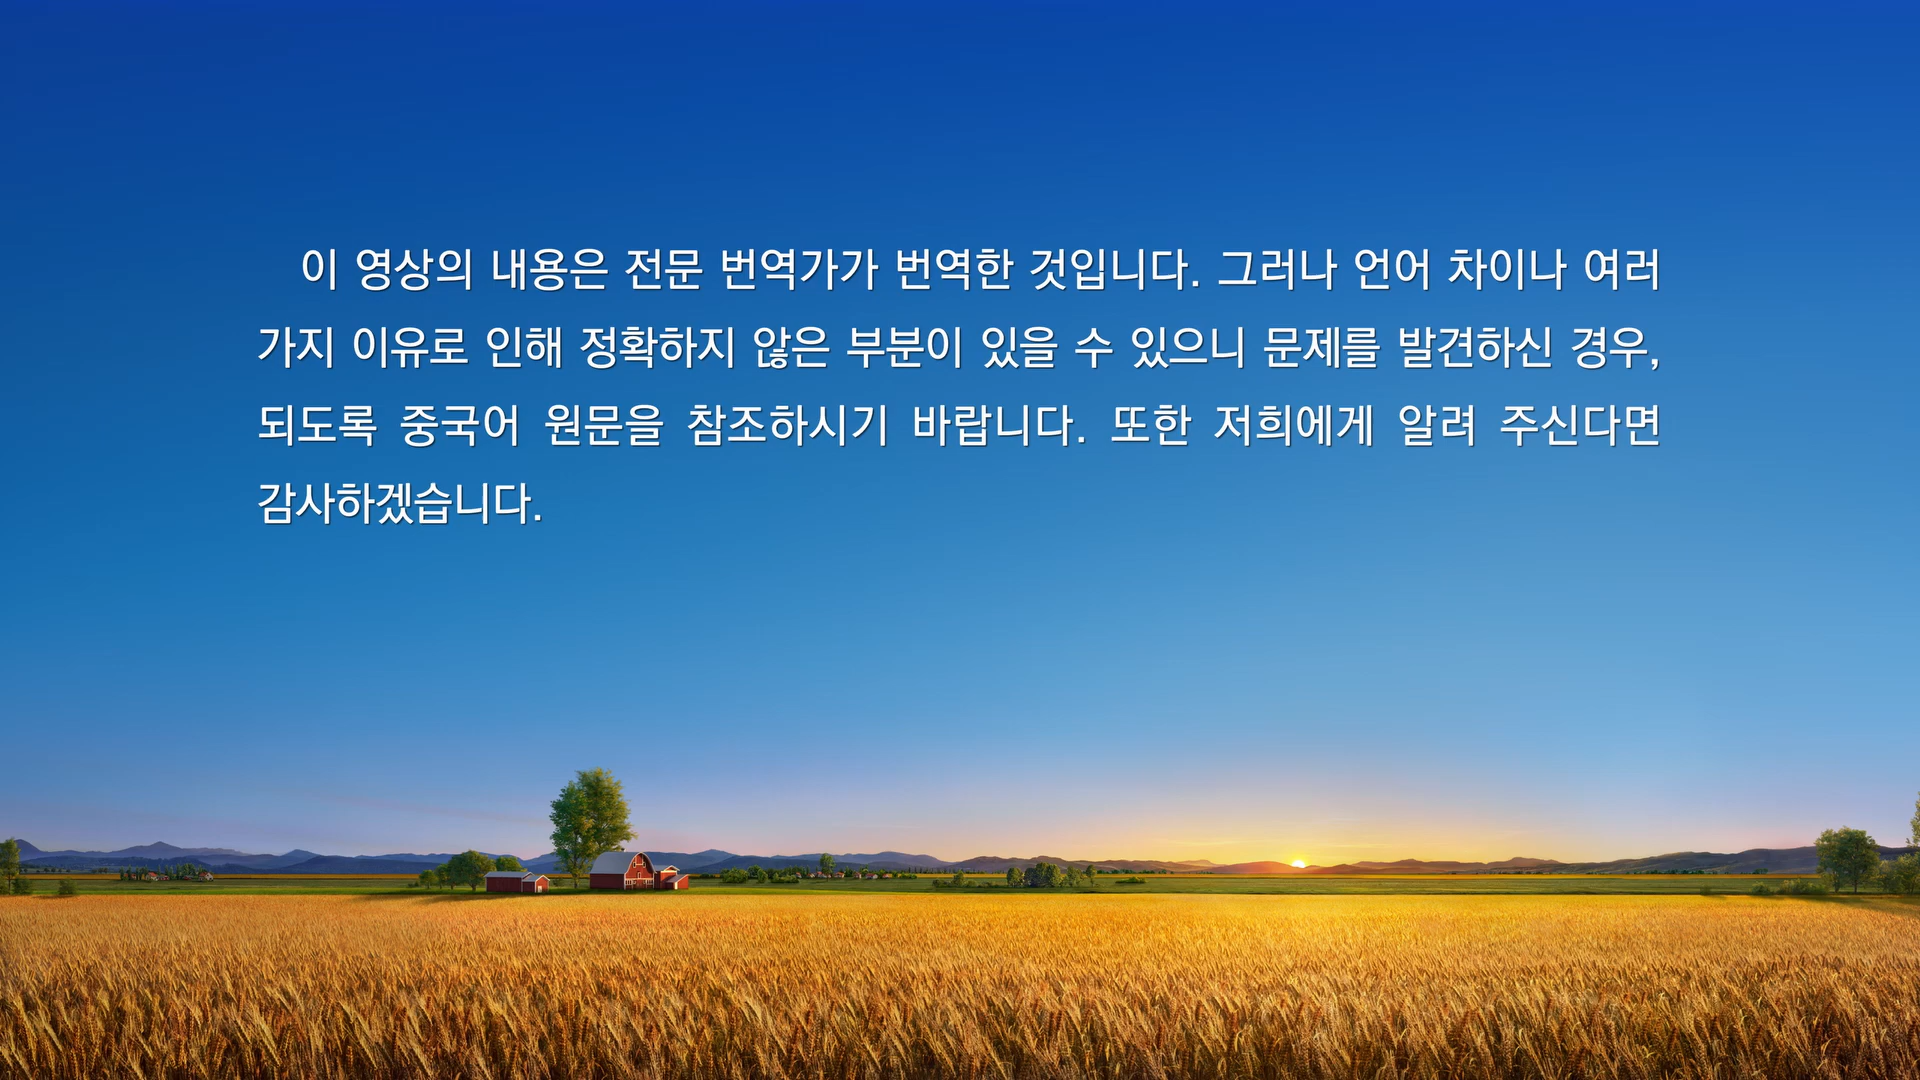 이 영상의 내용은 전문 번역가가 번역한 것입니다. 그러나 언어 차이나 여러
가지 이유로 인해 정확하지 않은 부분이 있을 수 있으니 문제를 발견하신 경우,
되도록 중국어 원문을 참조하시기 바랍니다. 또한 저희에게 알려 주신다면
감사하겠습니다.